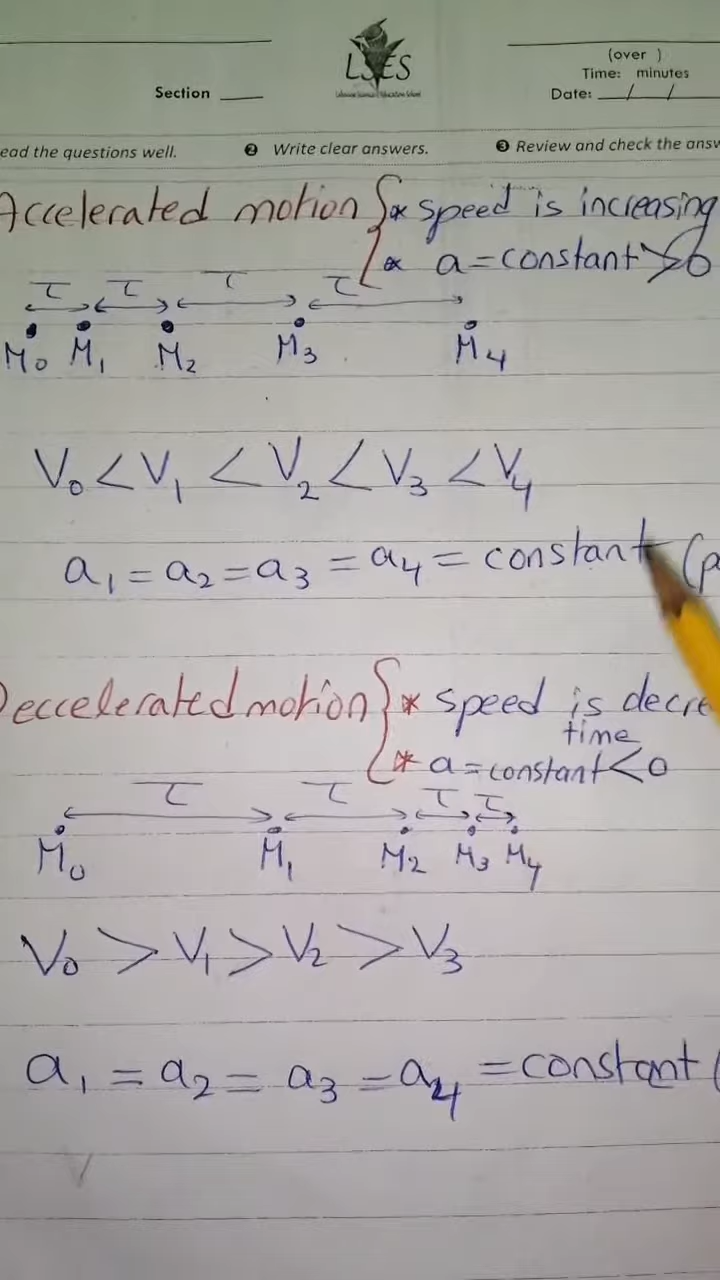 (over )
LSES
Time: minutes
Section ____
Date: __/__/__
ead the questions well. ❷ Write clear answers. ❸ Review and check the answ
Accelerated motion { * speed is increasing
* a = constant > 0
τ τ τ τ
M₀ M₁ M₂ M₃ M₄
V₀ < V₁ < V₂ < V₃ < V₄
a₁ = a₂ = a₃ = a₄ = constant (p
Deccelerated motion { * speed is decre
time
* a = constant < 0
τ τ τ τ
M₀ M₁ M₂ M₃ M₄
V₀ > V₁ > V₂ > V₃
a₁ = a₂ = a₃ = a₄ = constant (